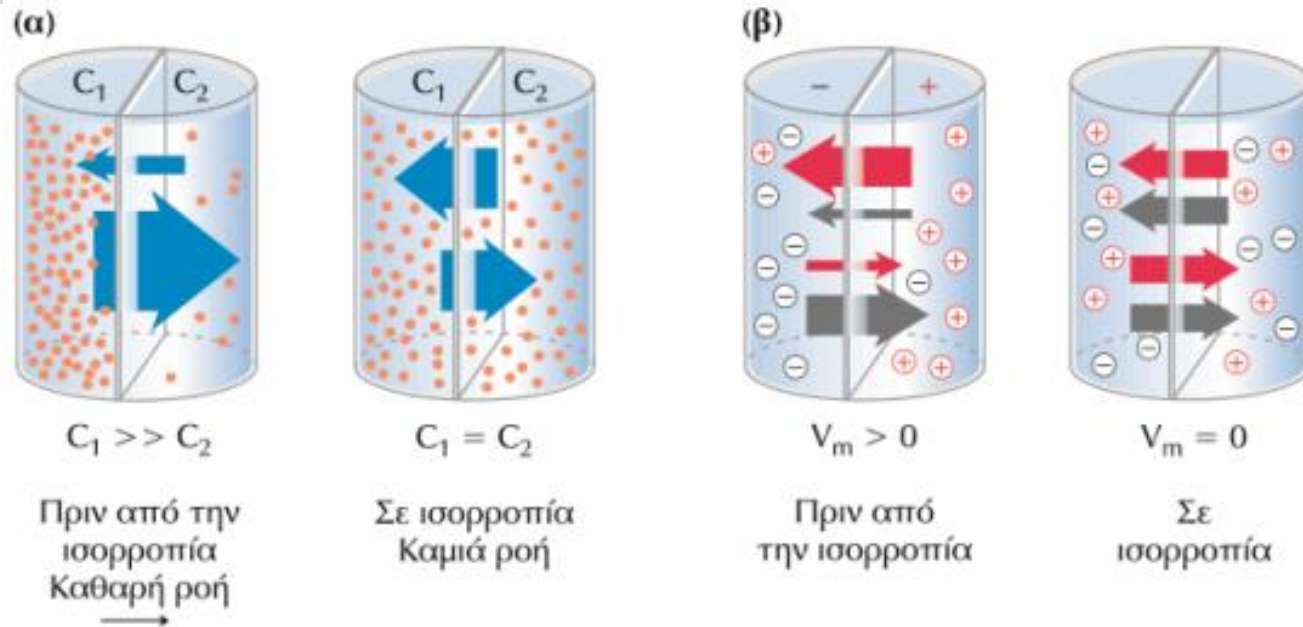 (α)
(β)
C₁ C₂
C₁ C₂
− +
C₁ >> C₂
C₁ = C₂
Vₘ > 0
Vₘ = 0
Πριν από την
ισορροπία
Καθαρή ροή
Σε ισορροπία
Καμιά ροή
Πριν από
την ισορροπία
Σε
ισορροπία